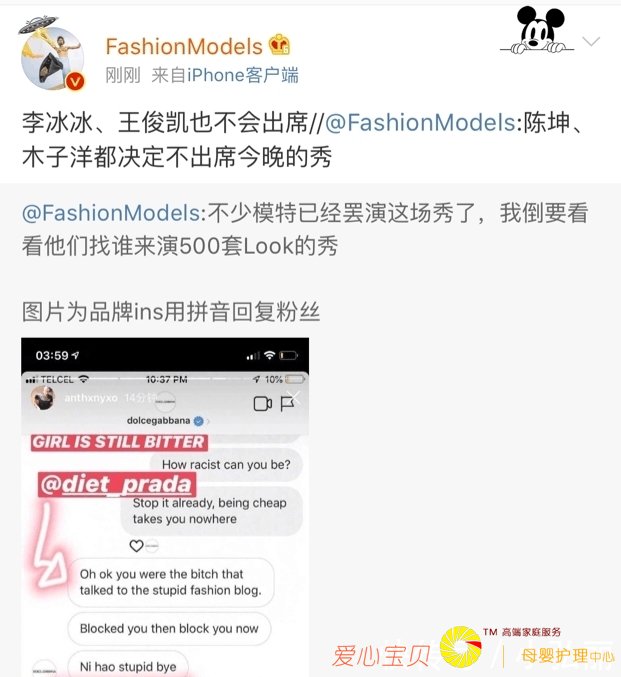 FashionModels
刚刚 来自iPhone客户端
李冰冰、王俊凯也不会出席//@FashionModels:陈坤、
木子洋都决定不出席今晚的秀
@FashionModels:不少模特已经罢演这场秀了，我倒要看
看他们找谁来演500套Look的秀
图片为品牌ins用拼音回复粉丝
03:59
TELCEL 10:37 PM 10%
anthxnyxo 14分钟
dolcegabbana
GIRL IS STILL BITTER
How racist can you be?
@diet_prada
Stop it already, being cheap
takes you nowhere
Oh ok you were the bitch that
talked to the stupid fashion blog.
Blocked you then block you now
Ni hao stupid bye
爱心宝贝 TM 高端家庭服务
母婴护理中心